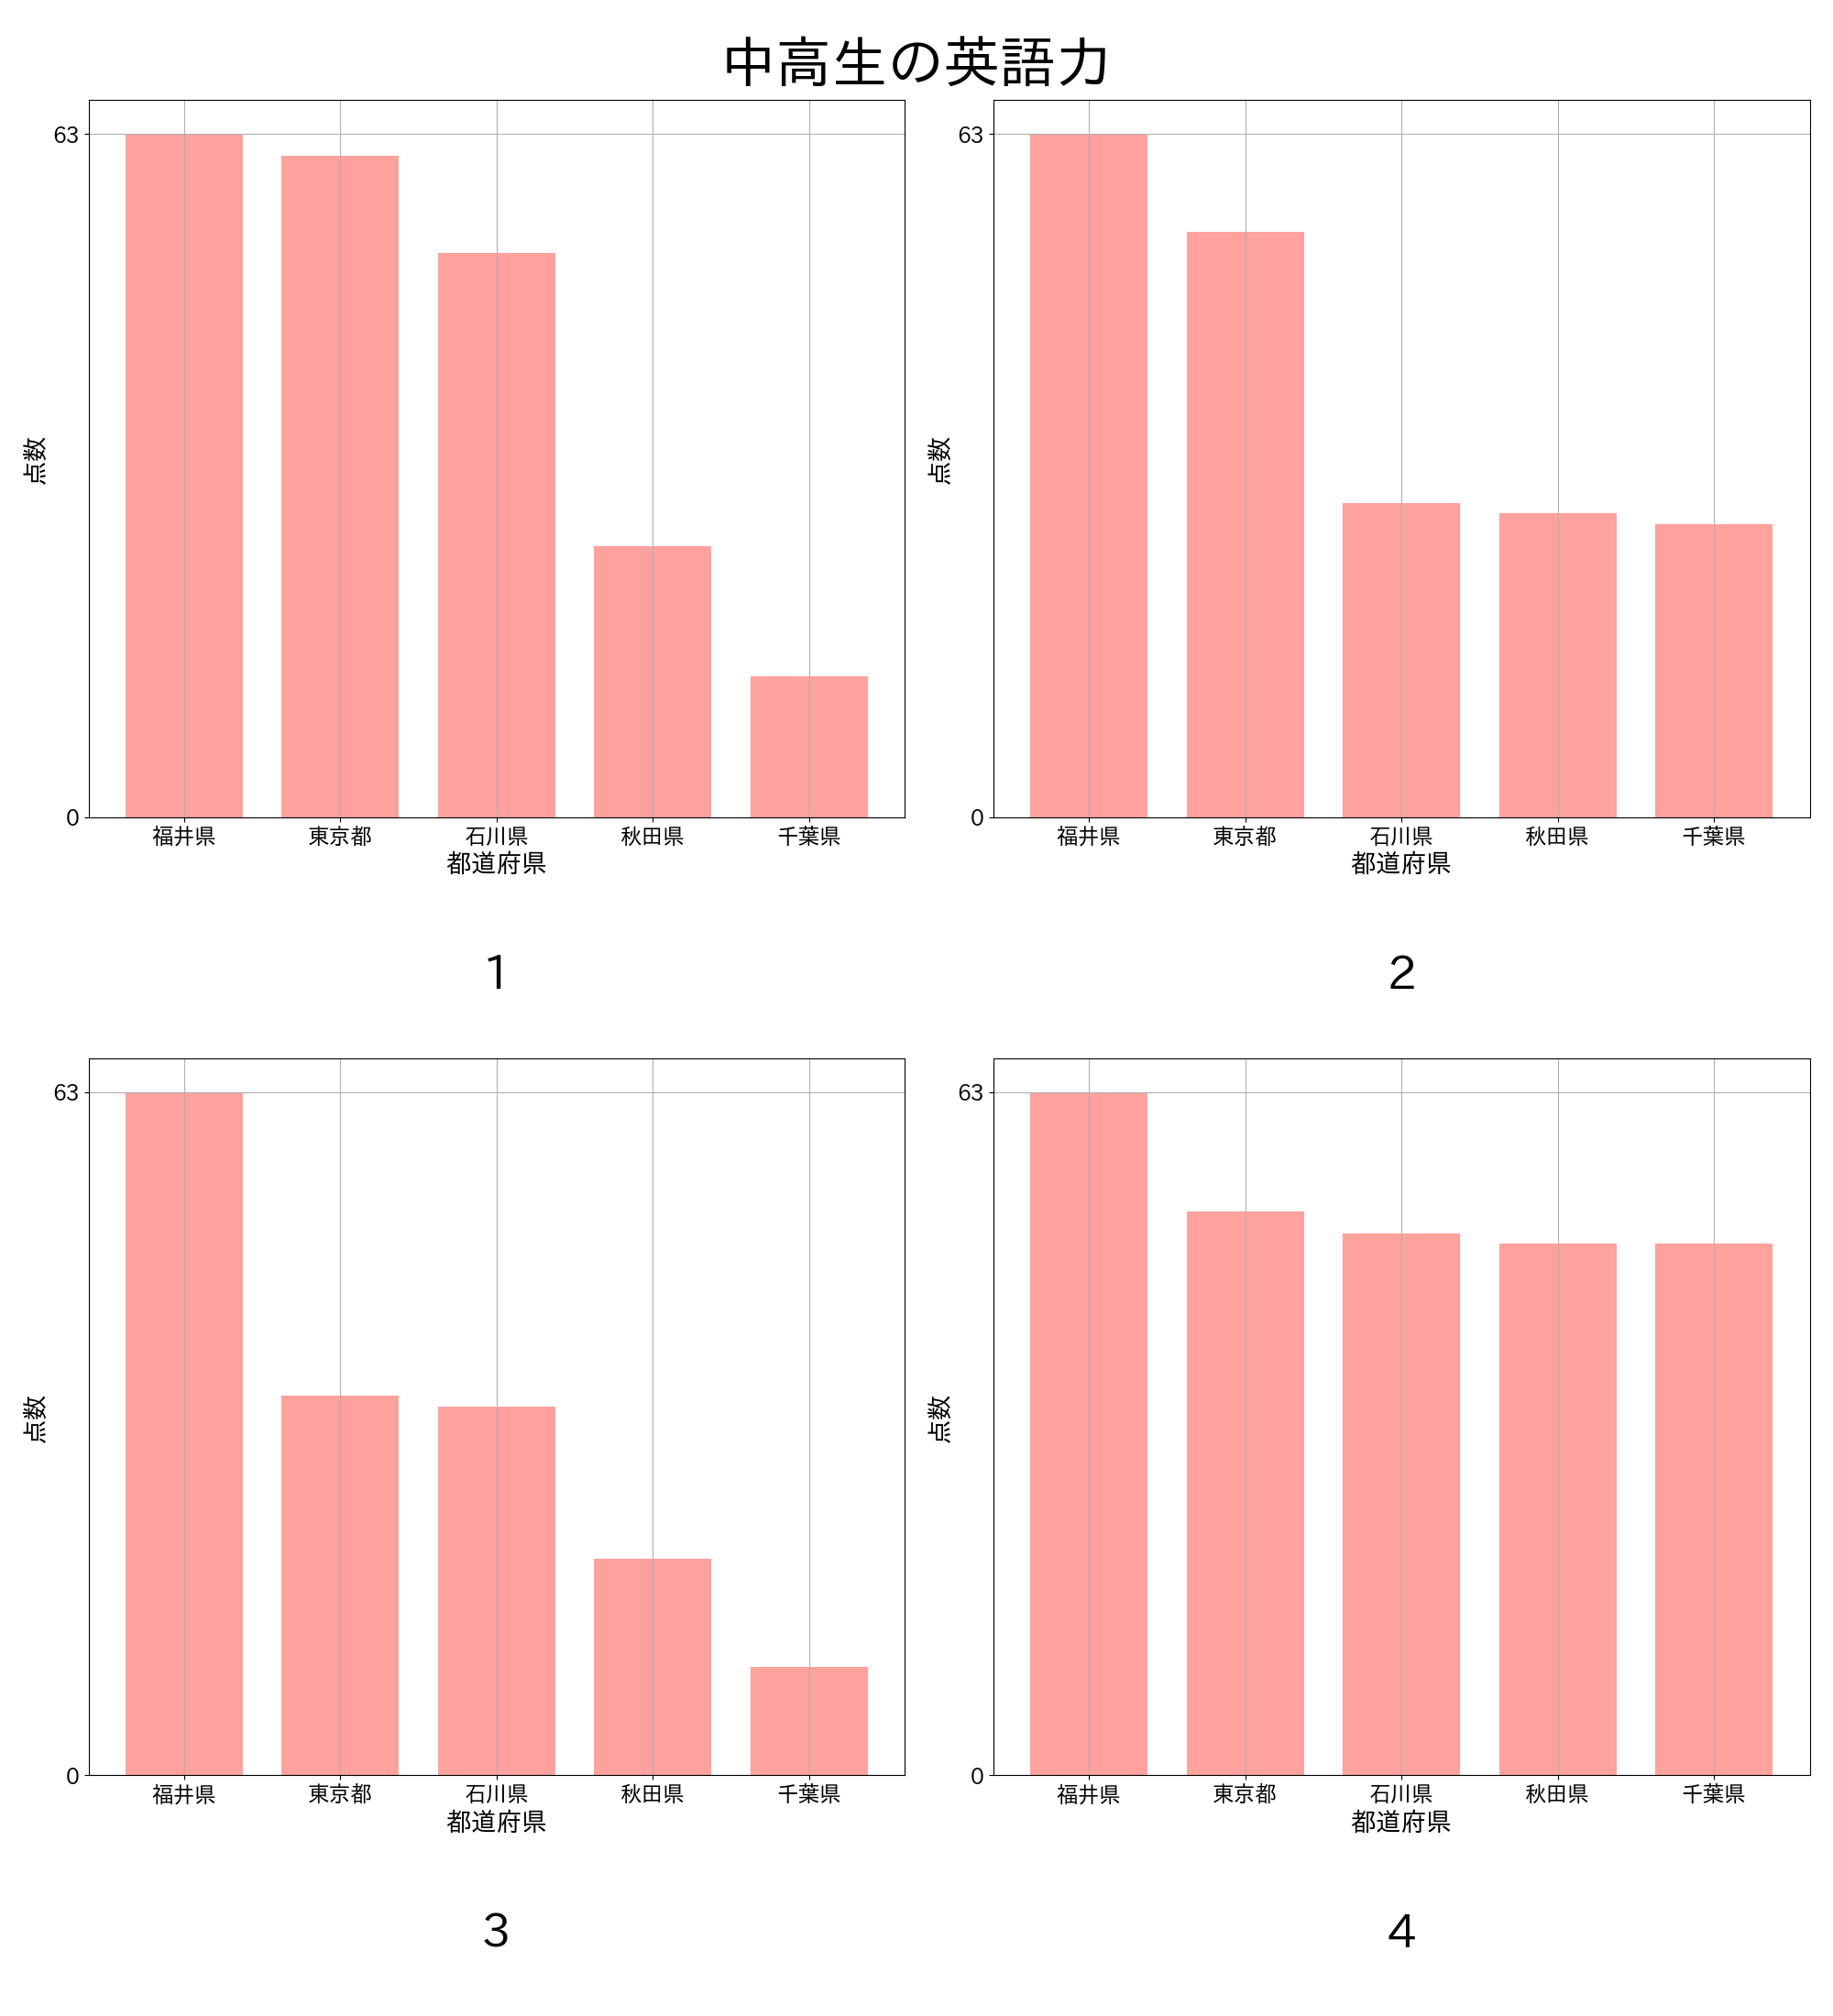 中高生の英語力
63
0
点数
福井県 東京都 石川県 秋田県 千葉県
都道府県
1
63
0
点数
福井県 東京都 石川県 秋田県 千葉県
都道府県
2
63
0
点数
福井県 東京都 石川県 秋田県 千葉県
都道府県
3
63
0
点数
福井県 東京都 石川県 秋田県 千葉県
都道府県
4